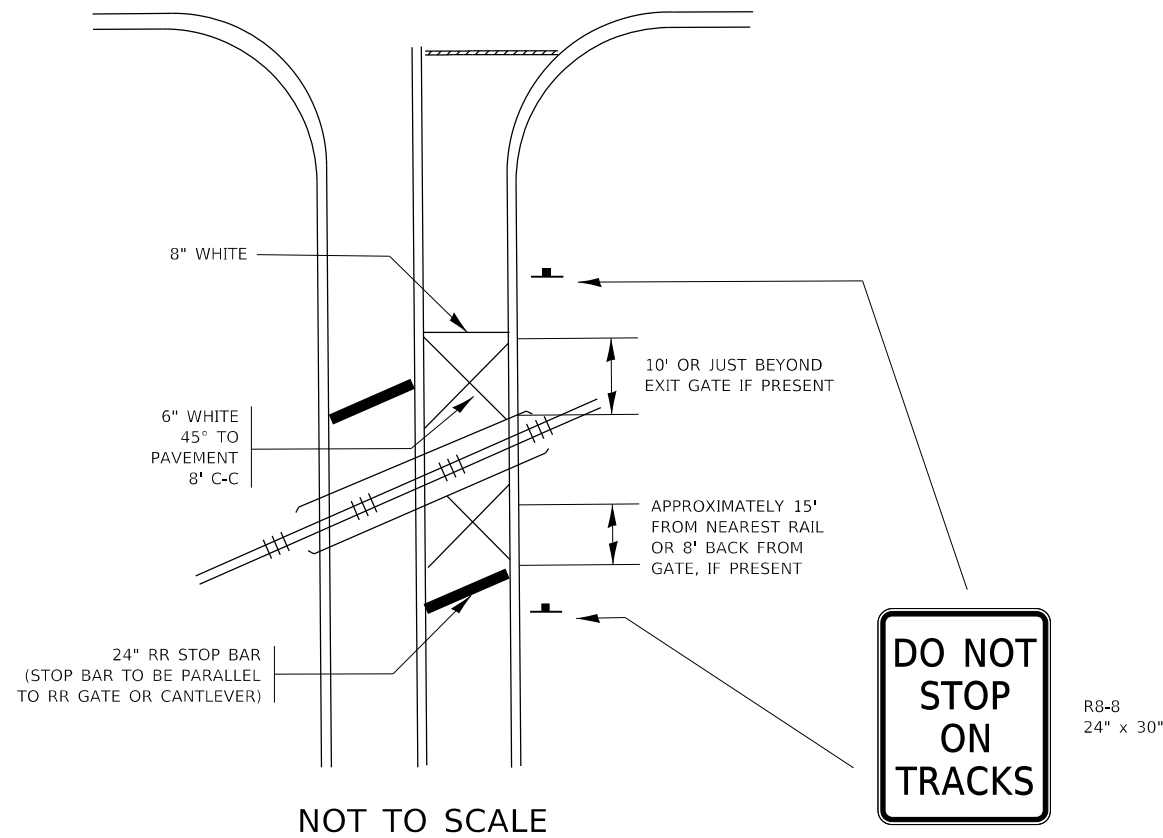 8" WHITE
10' OR JUST BEYOND
EXIT GATE IF PRESENT
6" WHITE
45° TO
PAVEMENT
8' C-C
APPROXIMATELY 15'
FROM NEAREST RAIL
OR 8' BACK FROM
GATE, IF PRESENT
24" RR STOP BAR
(STOP BAR TO BE PARALLEL
TO RR GATE OR CANTLEVER)
DO NOT
STOP
ON
TRACKS
R8-8
24" x 30"
NOT TO SCALE